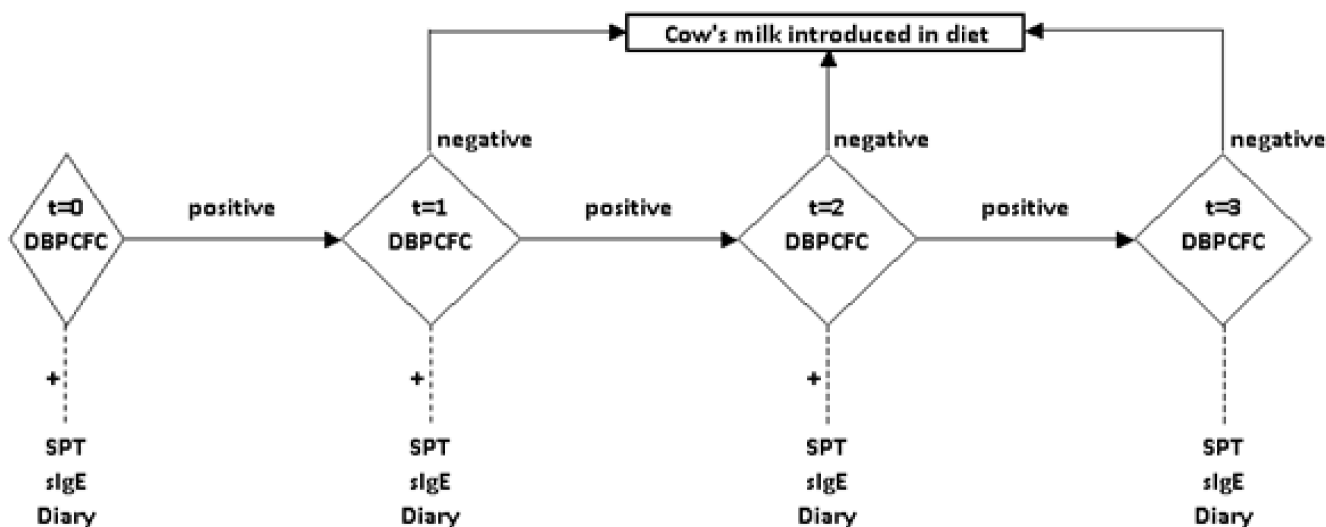 Cow's milk introduced in diet
negative
negative
negative
t=0
DBPCFC
positive
t=1
DBPCFC
positive
t=2
DBPCFC
positive
t=3
DBPCFC
+
+
+
SPT
sIgE
Diary
SPT
sIgE
Diary
SPT
sIgE
Diary
SPT
sIgE
Diary